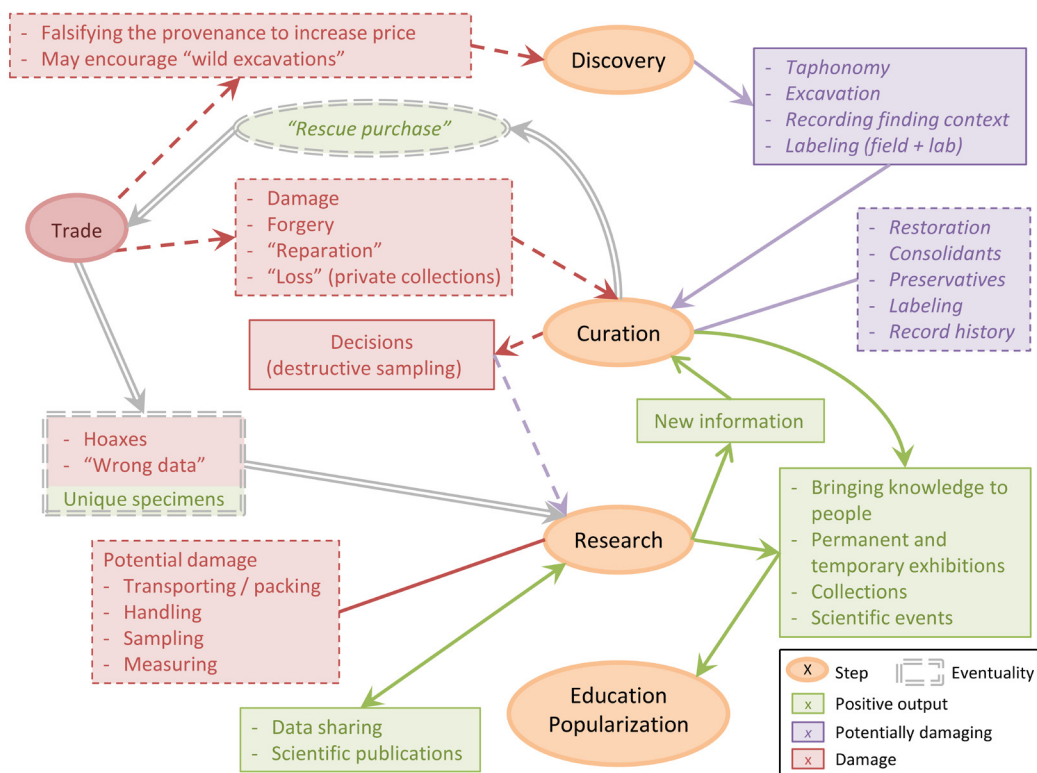 - Falsifying the provenance to increase price
- May encourage “wild excavations”
Discovery
- Taphonomy
- Excavation
- Recording finding context
- Labeling (field + lab)
“Rescue purchase”
Trade
- Damage
- Forgery
- “Reparation”
- “Loss” (private collections)
- Restoration
- Consolidants
- Preservatives
- Labeling
- Record history
Curation
Decisions
(destructive sampling)
New information
- Hoaxes
- “Wrong data”
Unique specimens
- Bringing knowledge to
people
- Permanent and
temporary exhibitions
- Collections
- Scientific events
Research
Potential damage
- Transporting / packing
- Handling
- Sampling
- Measuring
Education
Popularization
- Data sharing
- Scientific publications
X Step
Eventuality
x Positive output
x Potentially damaging
x Damage